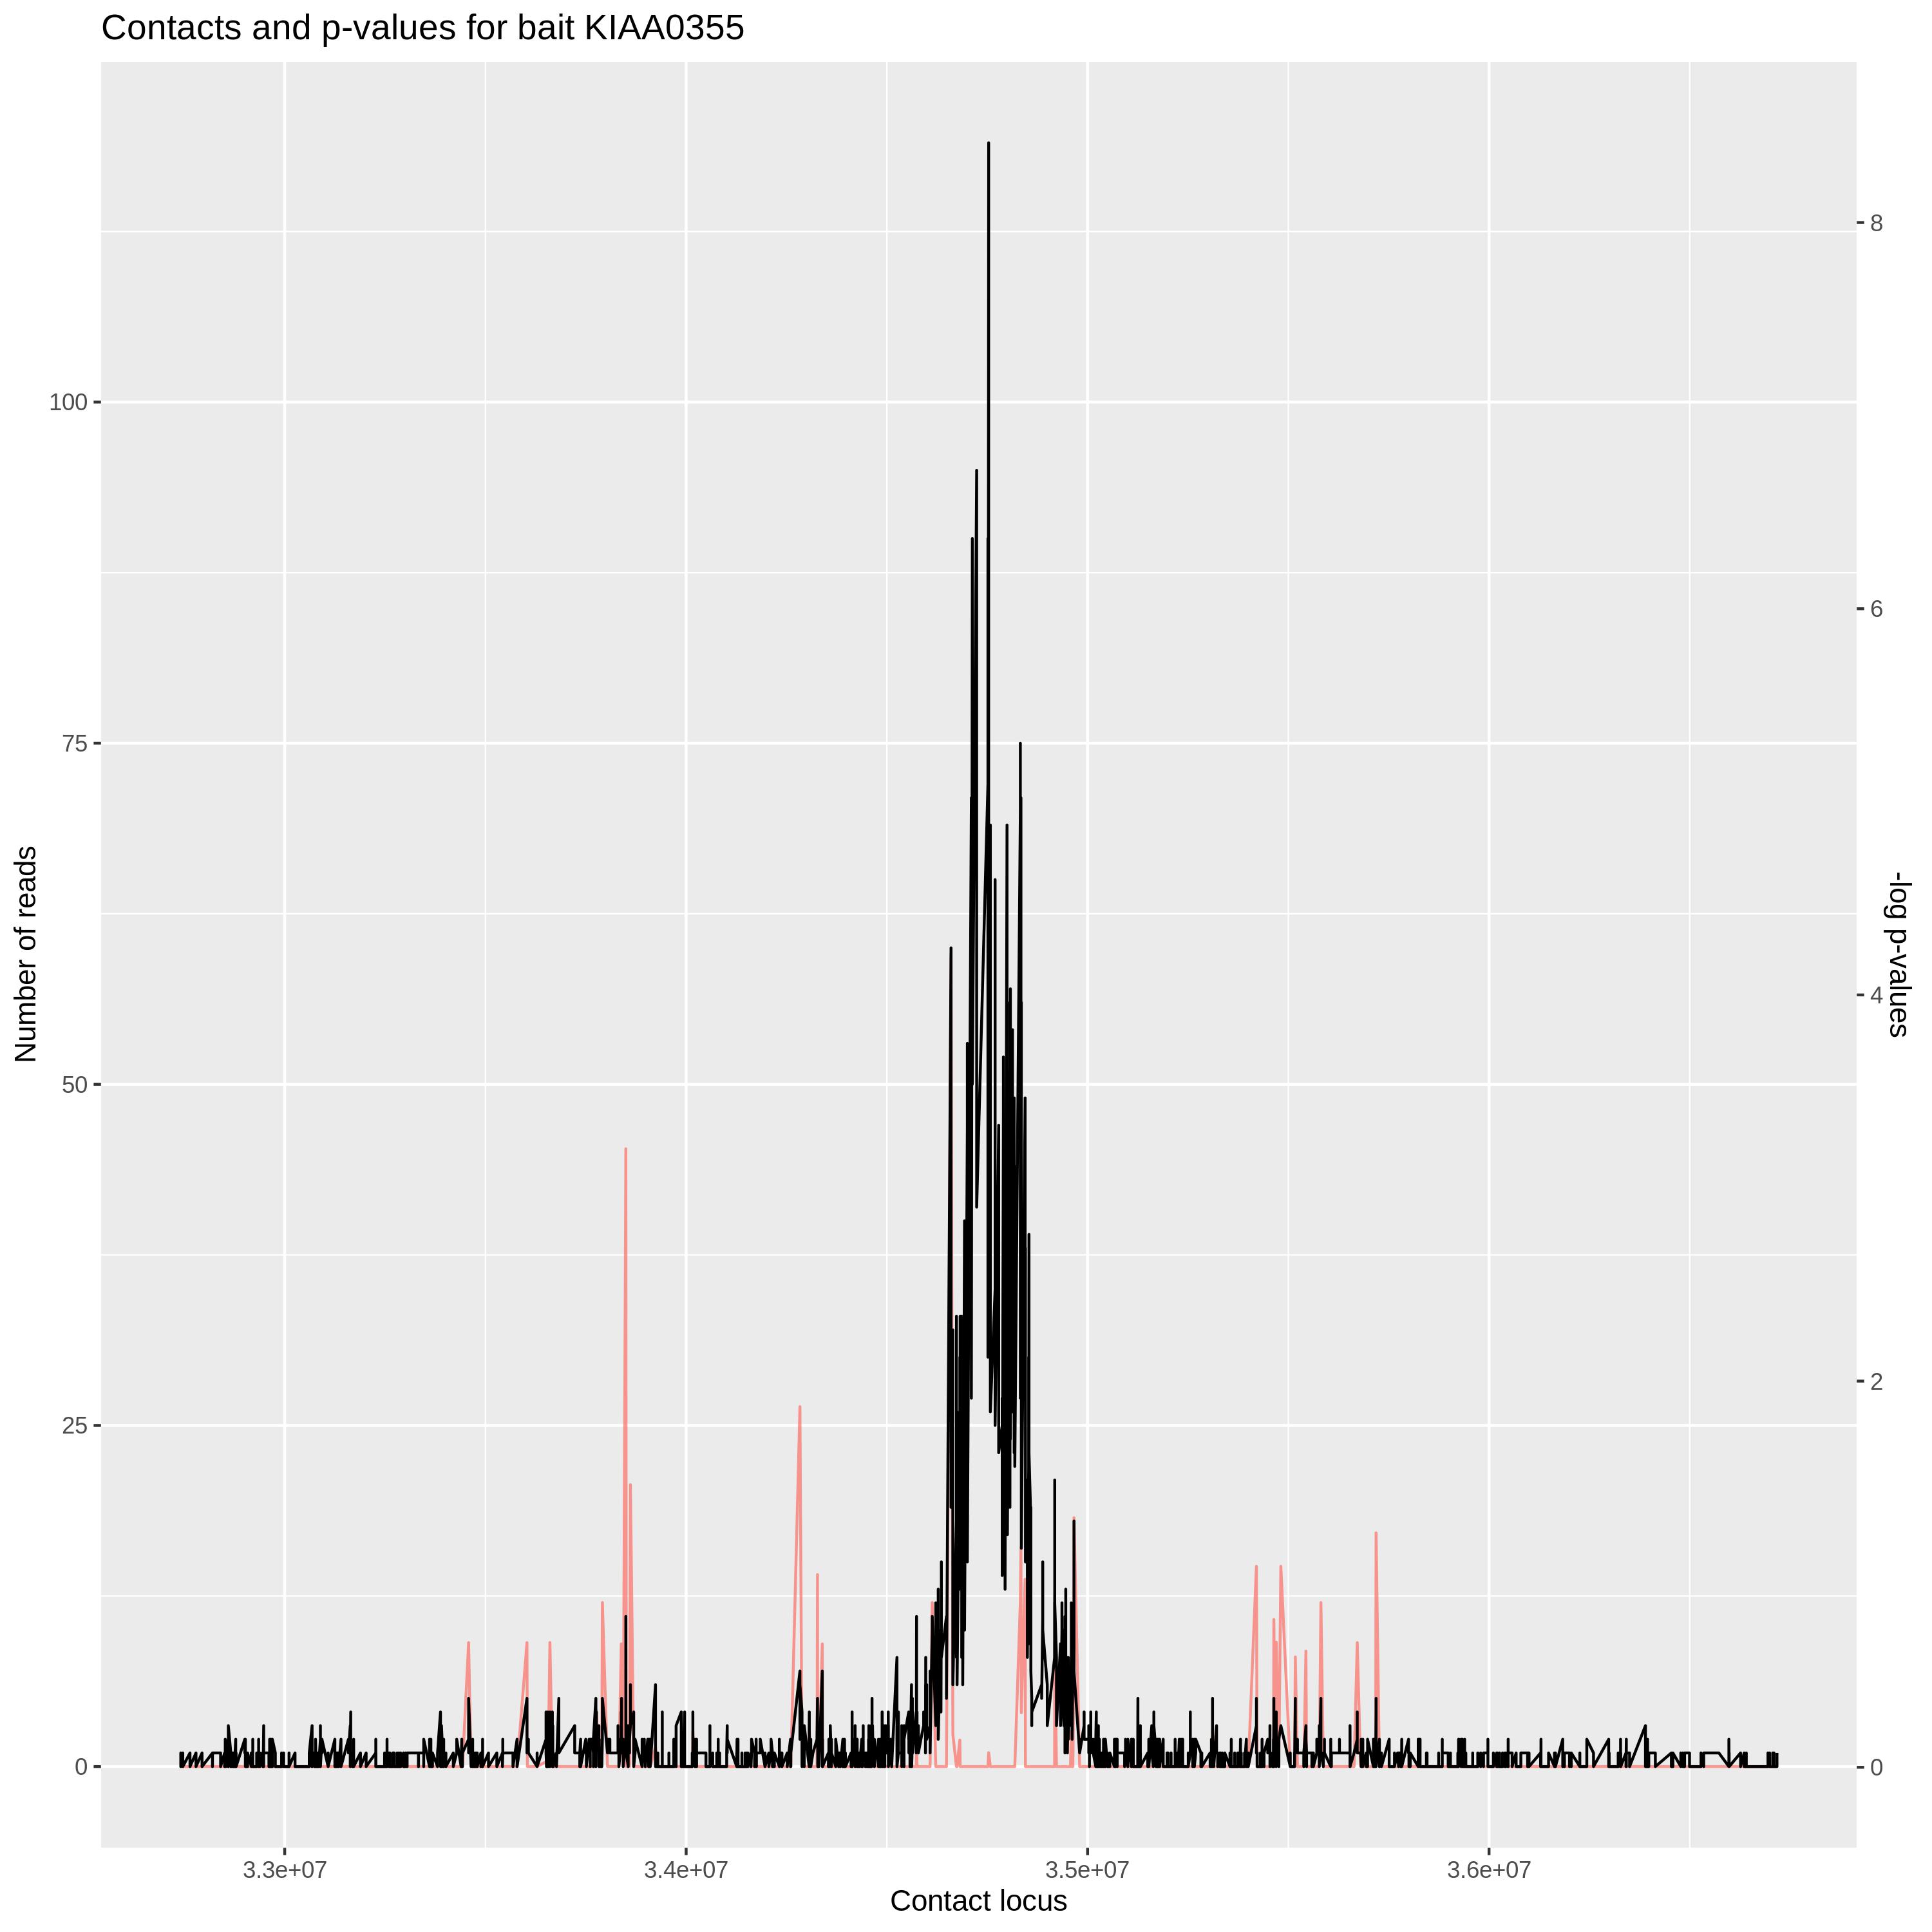 Contacts and p-values for bait KIAA0355
Number of reads
100
75
50
25
0
8
6
4
2
0
-log p-values
3.3e+07
3.4e+07
3.5e+07
3.6e+07
Contact locus